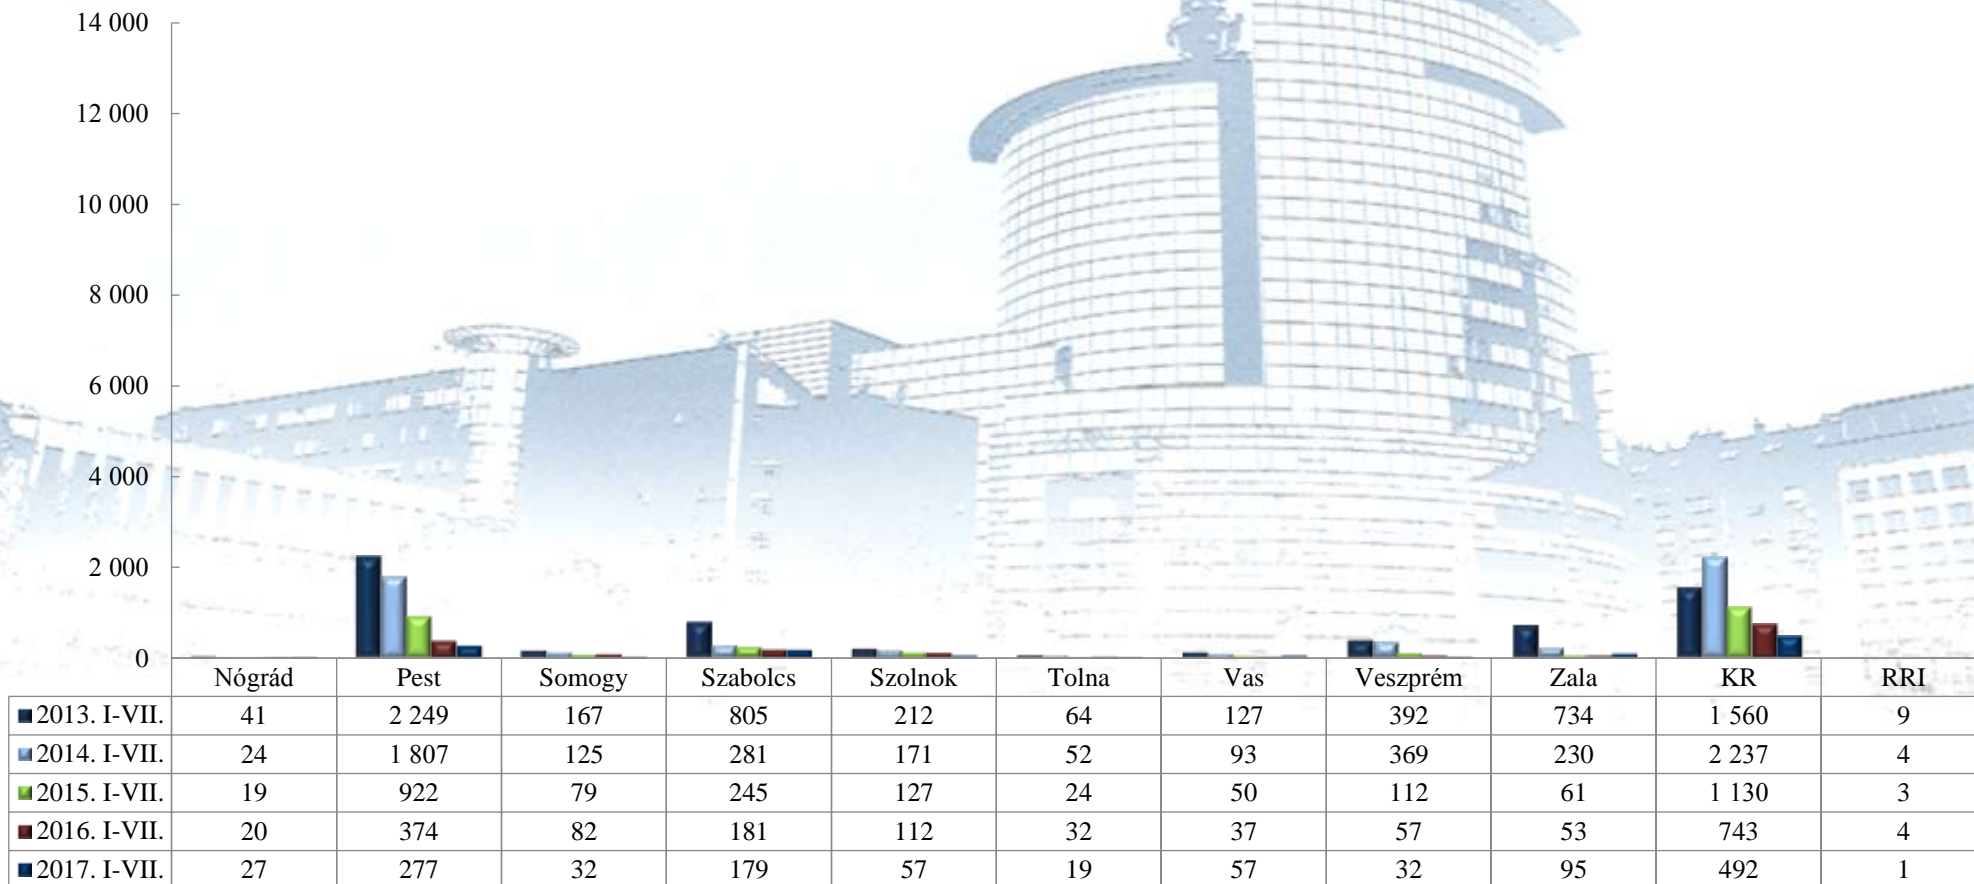 14 000
12 000
10 000
8 000
6 000
4 000
2 000
0
Nógrád Pest Somogy Szabolcs Szolnok Tolna Vas Veszprém Zala KR RRI
2013. I-VII. 41 2 249 167 805 212 64 127 392 734 1 560 9
2014. I-VII. 24 1 807 125 281 171 52 93 369 230 2 237 4
2015. I-VII. 19 922 79 245 127 24 50 112 61 1 130 3
2016. I-VII. 20 374 82 181 112 32 37 57 53 743 4
2017. I-VII. 27 277 32 179 57 19 57 32 95 492 1